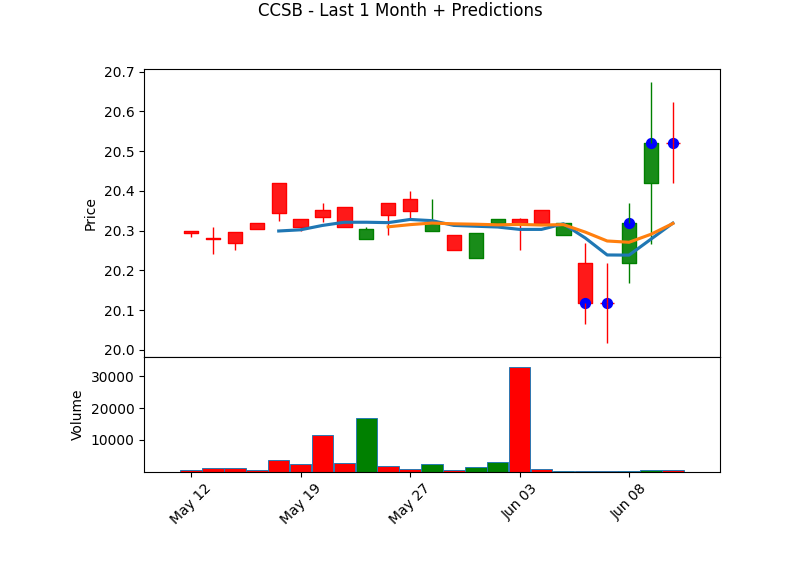 CCSB - Last 1 Month + Predictions
20.7
20.6
20.5
20.4
20.3
20.2
20.1
20.0
Price
30000
20000
10000
Volume
May 12
May 19
May 27
Jun 03
Jun 08